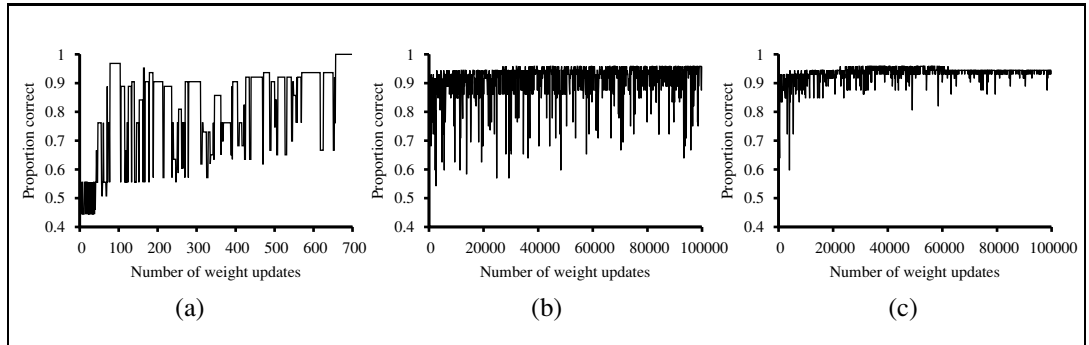 1
0.9
0.8
0.7
0.6
0.5
0.4
Proportion correct
0 100 200 300 400 500 600 700
Number of weight updates
(a)
1
0.9
0.8
0.7
0.6
0.5
0.4
Proportion correct
0 20000 40000 60000 80000 100000
Number of weight updates
(b)
1
0.9
0.8
0.7
0.6
0.5
0.4
Proportion correct
0 20000 40000 60000 80000 100000
Number of weight updates
(c)